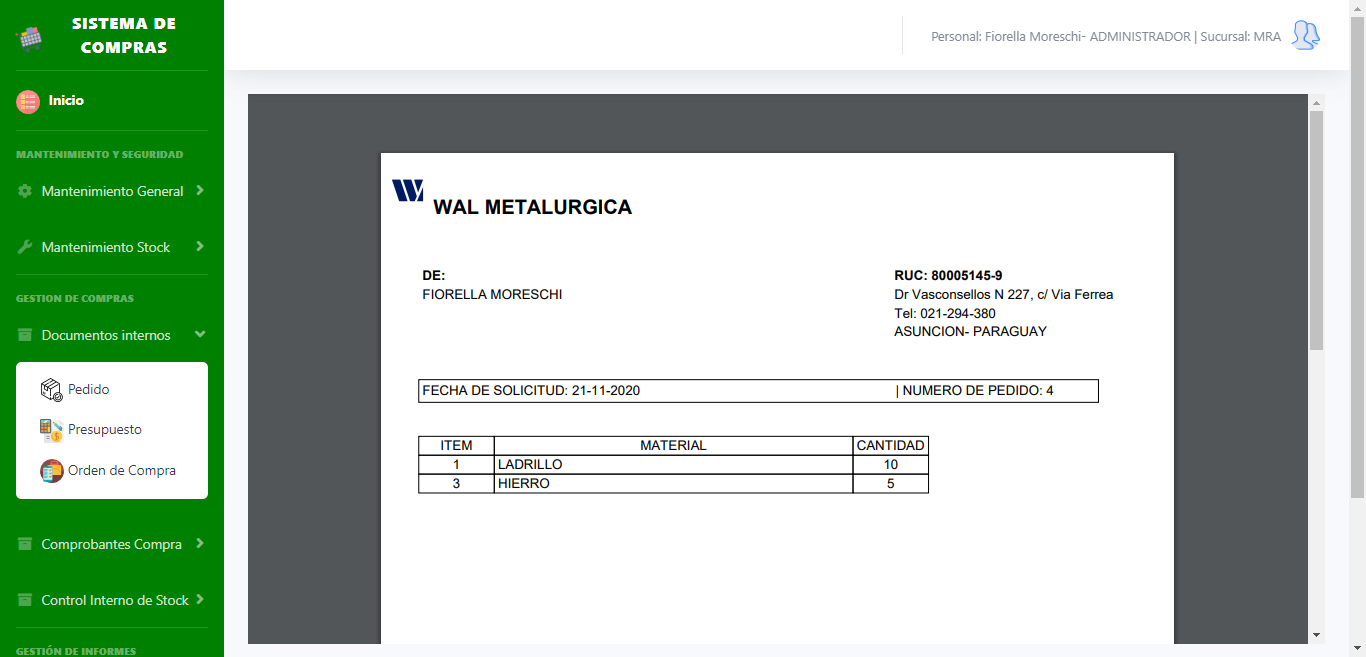 SISTEMA DE
COMPRAS
Inicio
MANTENIMIENTO Y SEGURIDAD
Mantenimiento General
Mantenimiento Stock
GESTION DE COMPRAS
Documentos internos
Pedido
Presupuesto
Orden de Compra
Comprobantes Compra
Control Interno de Stock
GESTIÓN DE INFORMES
Personal: Fiorella Moreschi- ADMINISTRADOR | Sucursal: MRA
WAL METALURGICA
DE:
FIORELLA MORESCHI
RUC: 80005145-9
Dr Vasconsellos N 227, c/ Via Ferrea
Tel: 021-294-380
ASUNCION- PARAGUAY
FECHA DE SOLICITUD: 21-11-2020 | NUMERO DE PEDIDO: 4
ITEM MATERIAL CANTIDAD
1 LADRILLO 10
3 HIERRO 5